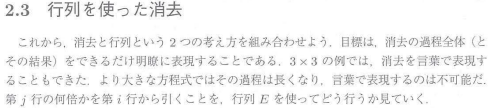 2.3 行列を使った消去
これから，消去と行列という2つの考え方を組み合わせよう．目標は，消去の過程全体（と
その結果）をできるだけ明瞭に表現することである．3×3の例では，消去を言葉で表現す
ることもできた．より大きな方程式ではその過程は長くなり，言葉で表現するのは不可能だ．
第j行の何倍かを第i行から引くことを，行列Eを使ってどう行うか見ていく．